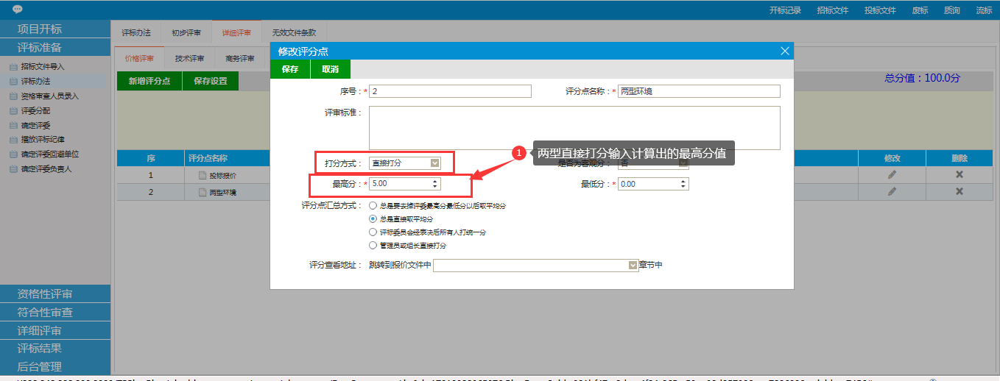 开标记录 招标文件 投标文件 废标 质询 流标
项目开标
评标准备
招标文件导入
评标办法
资格审查人员录入
评委分配
确定评委
播放评标纪律
确定评委回避单位
确定评委负责人
资格性评审
符合性审查
详细评审
评标结果
后台管理
评标办法 初步评审 详细评审 无效文件条款
价格评审 技术评审 商务评审
新增评分点 保存设置
总分值：100.0分
序 评分点名称 修改 删除
1 投标报价
2 两型环境
修改评分点
保存 取消
序号：* 2 评分点名称：* 两型环境
评审标准：
打分方式： 直接打分 是否为客观分： 否
1 两型直接打分输入计算出的最高分值
最高分：* 5.00 最低分：* 0.00
评分点汇总方式： 总是要去掉评委最高分最低分以后取平均分
总是直接取平均分
评标委员会经表决后所有人打统一分
管理员或组长直接打分
评分查看地址： 跳转到报价文件中 章节中